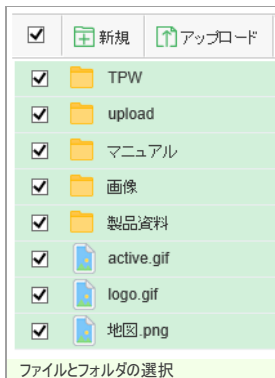 新規 アップロード
TPW
upload
マニュアル
画像
製品資料
active.gif
logo.gif
地図.png
ファイルとフォルダの選択